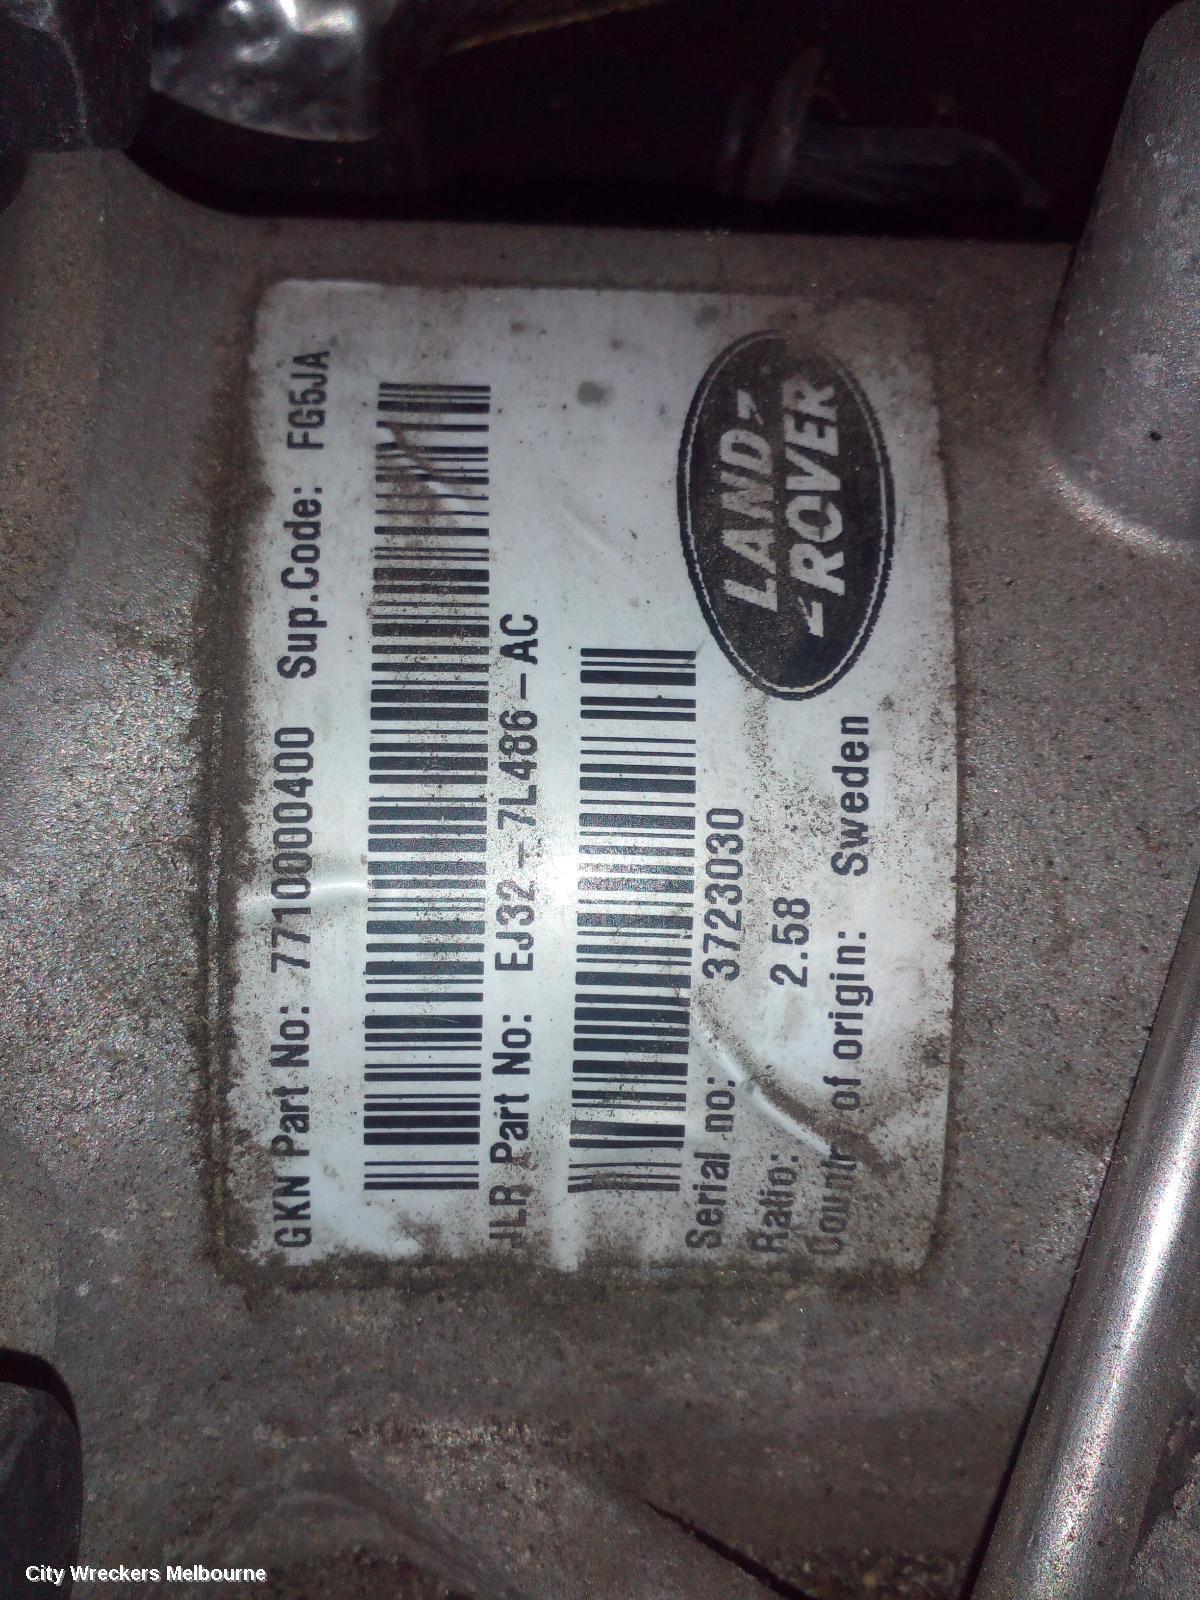 GKN Part No: 7710000400 Sup.Code: FG5JA
JLR Part No: EJ32-7L486-AC
Serial no: 3723030
Ratio: 2.58
Country of origin: Sweden
LAND
ROVER
City Wreckers Melbourne